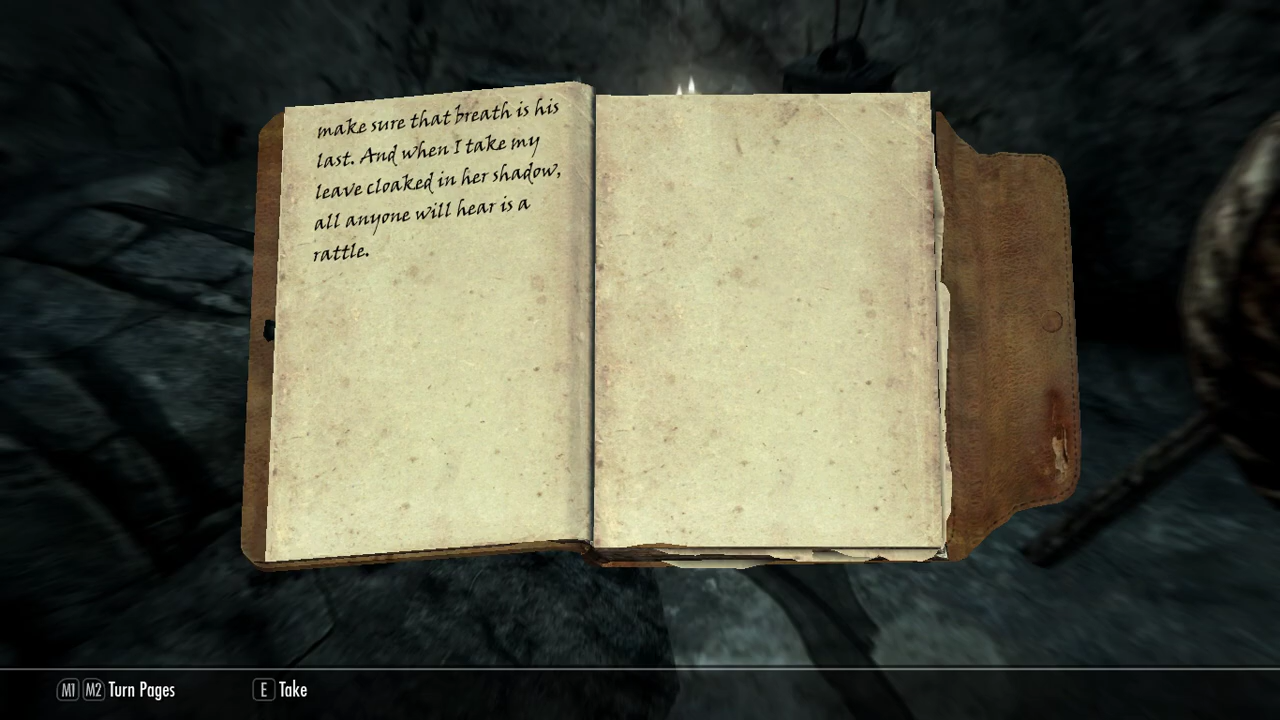 make sure that breath is his
last. And when I take my
leave cloaked in her shadow,
all anyone will hear is a
rattle.
M1 M2 Turn Pages
E Take